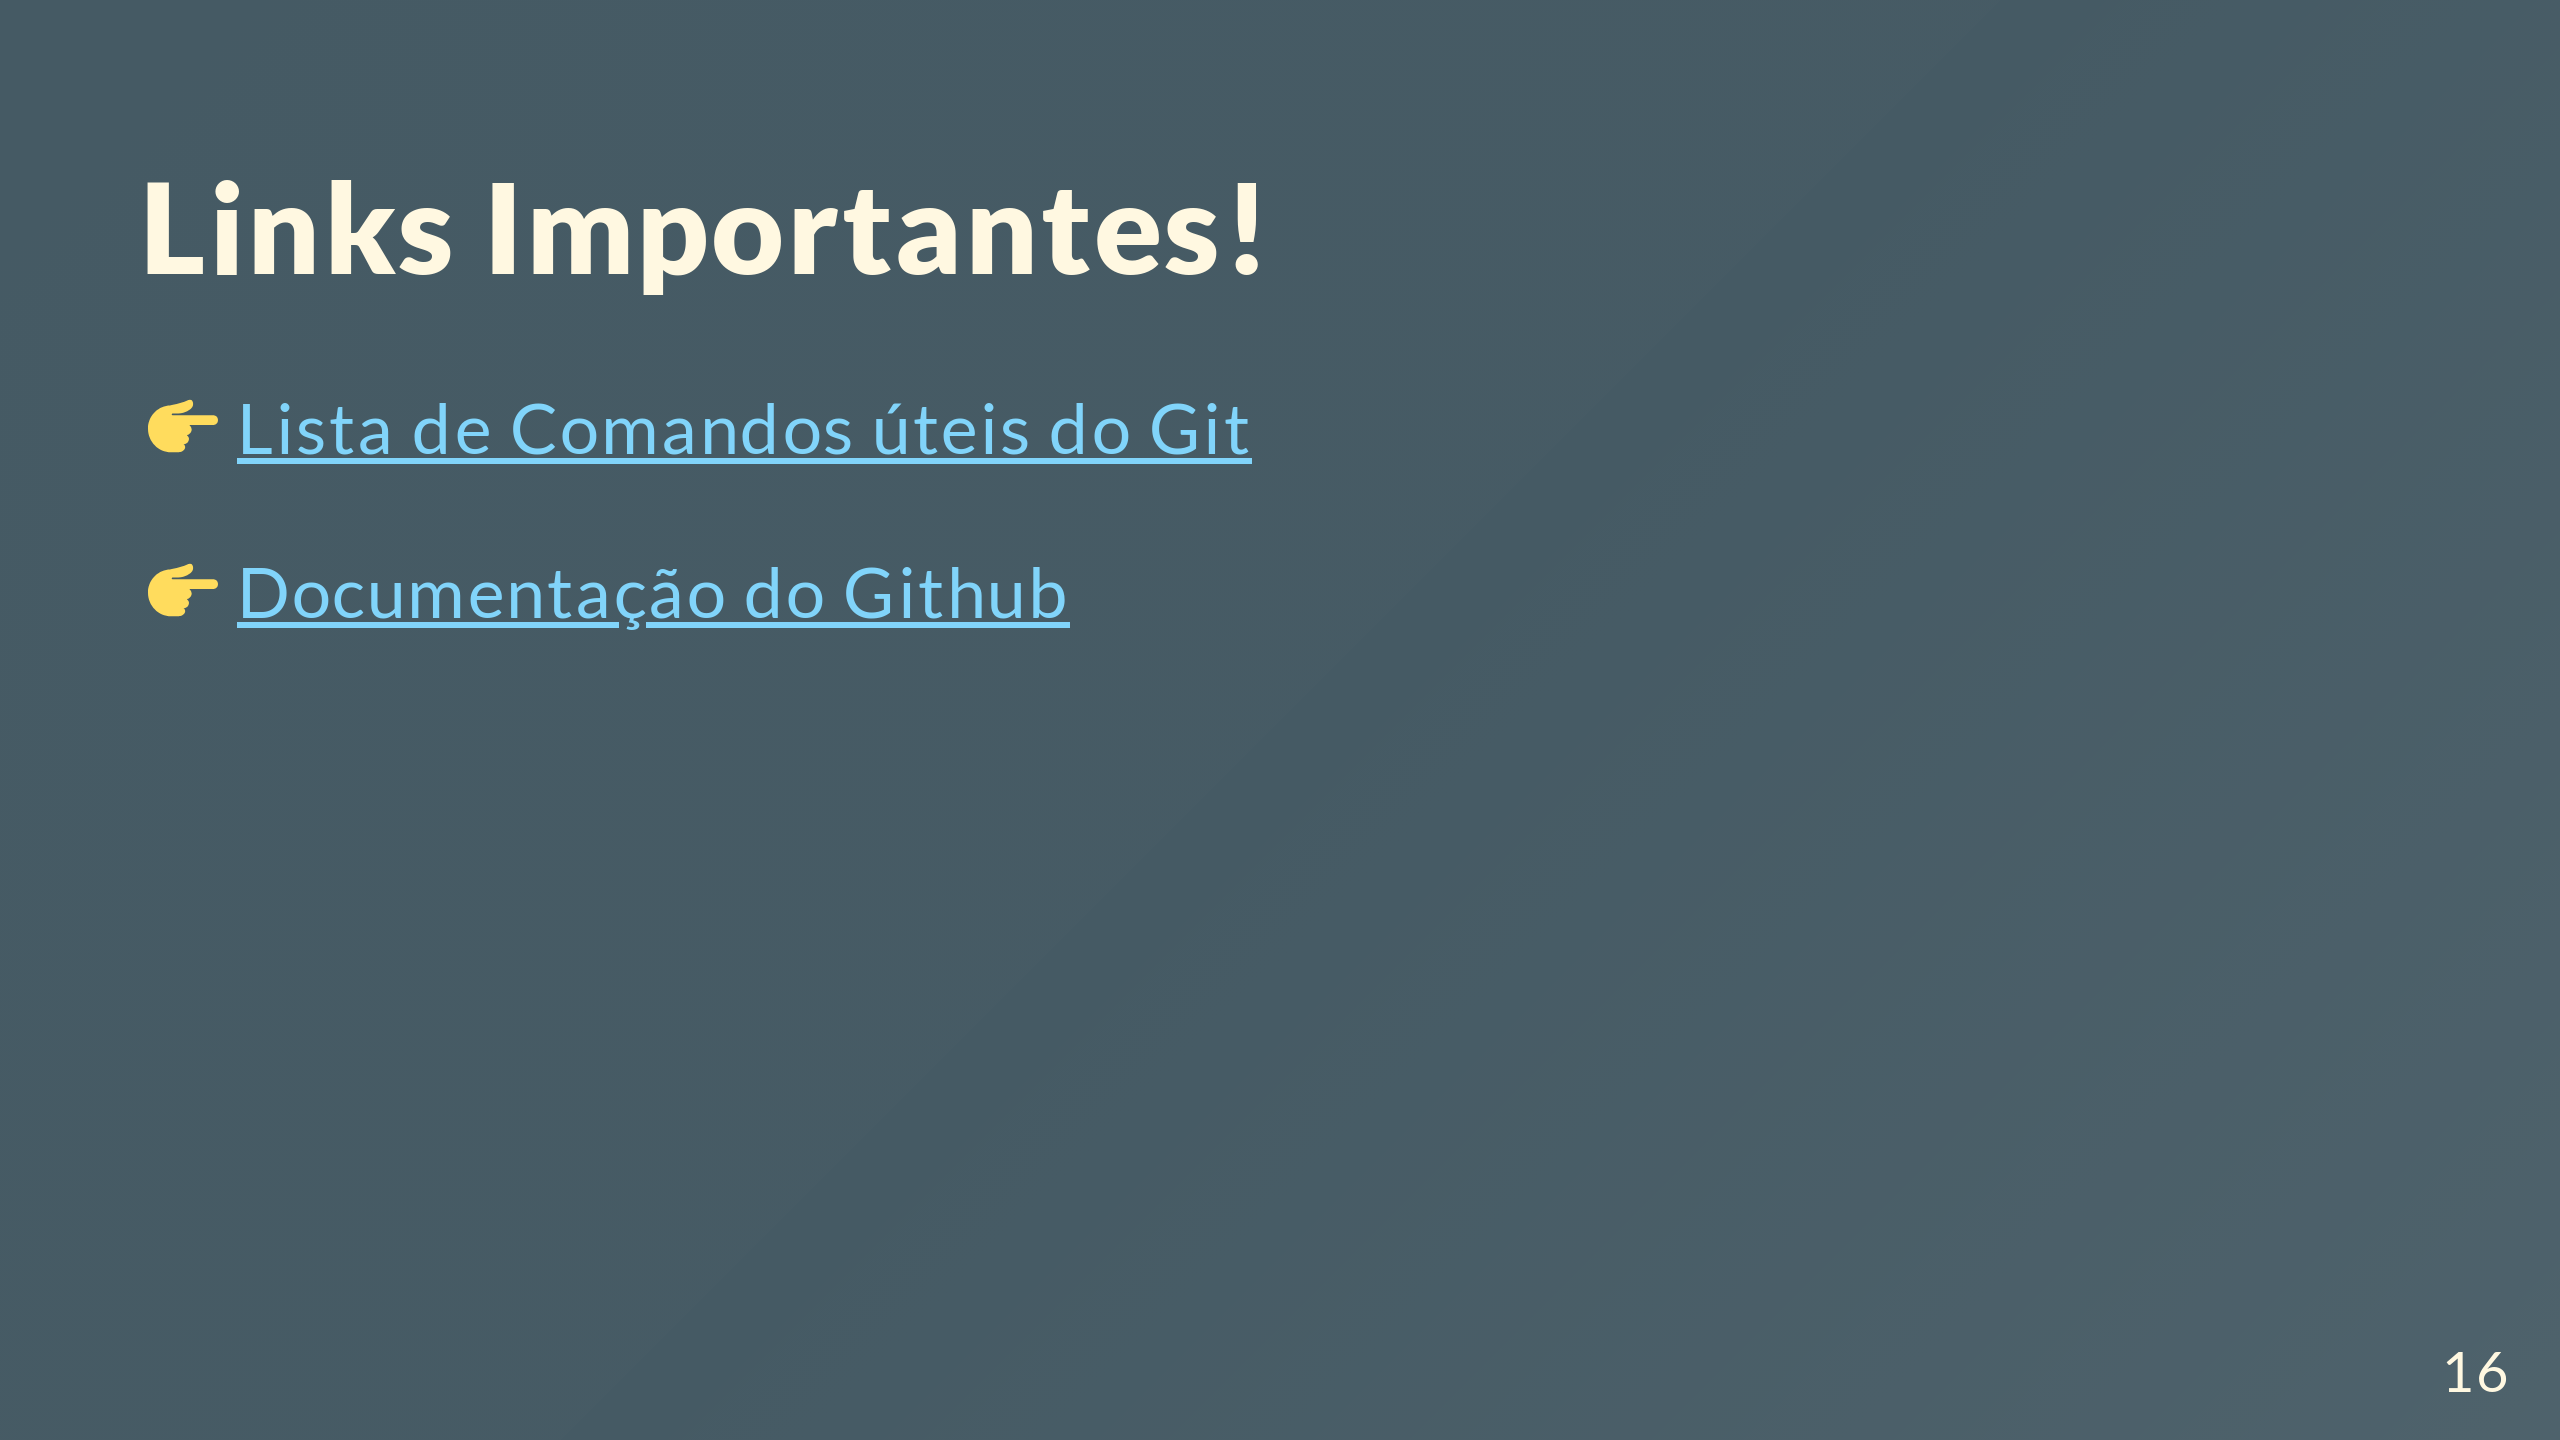 Links Importantes!
👉 Lista de Comandos úteis do Git
👉 Documentação do Github
16